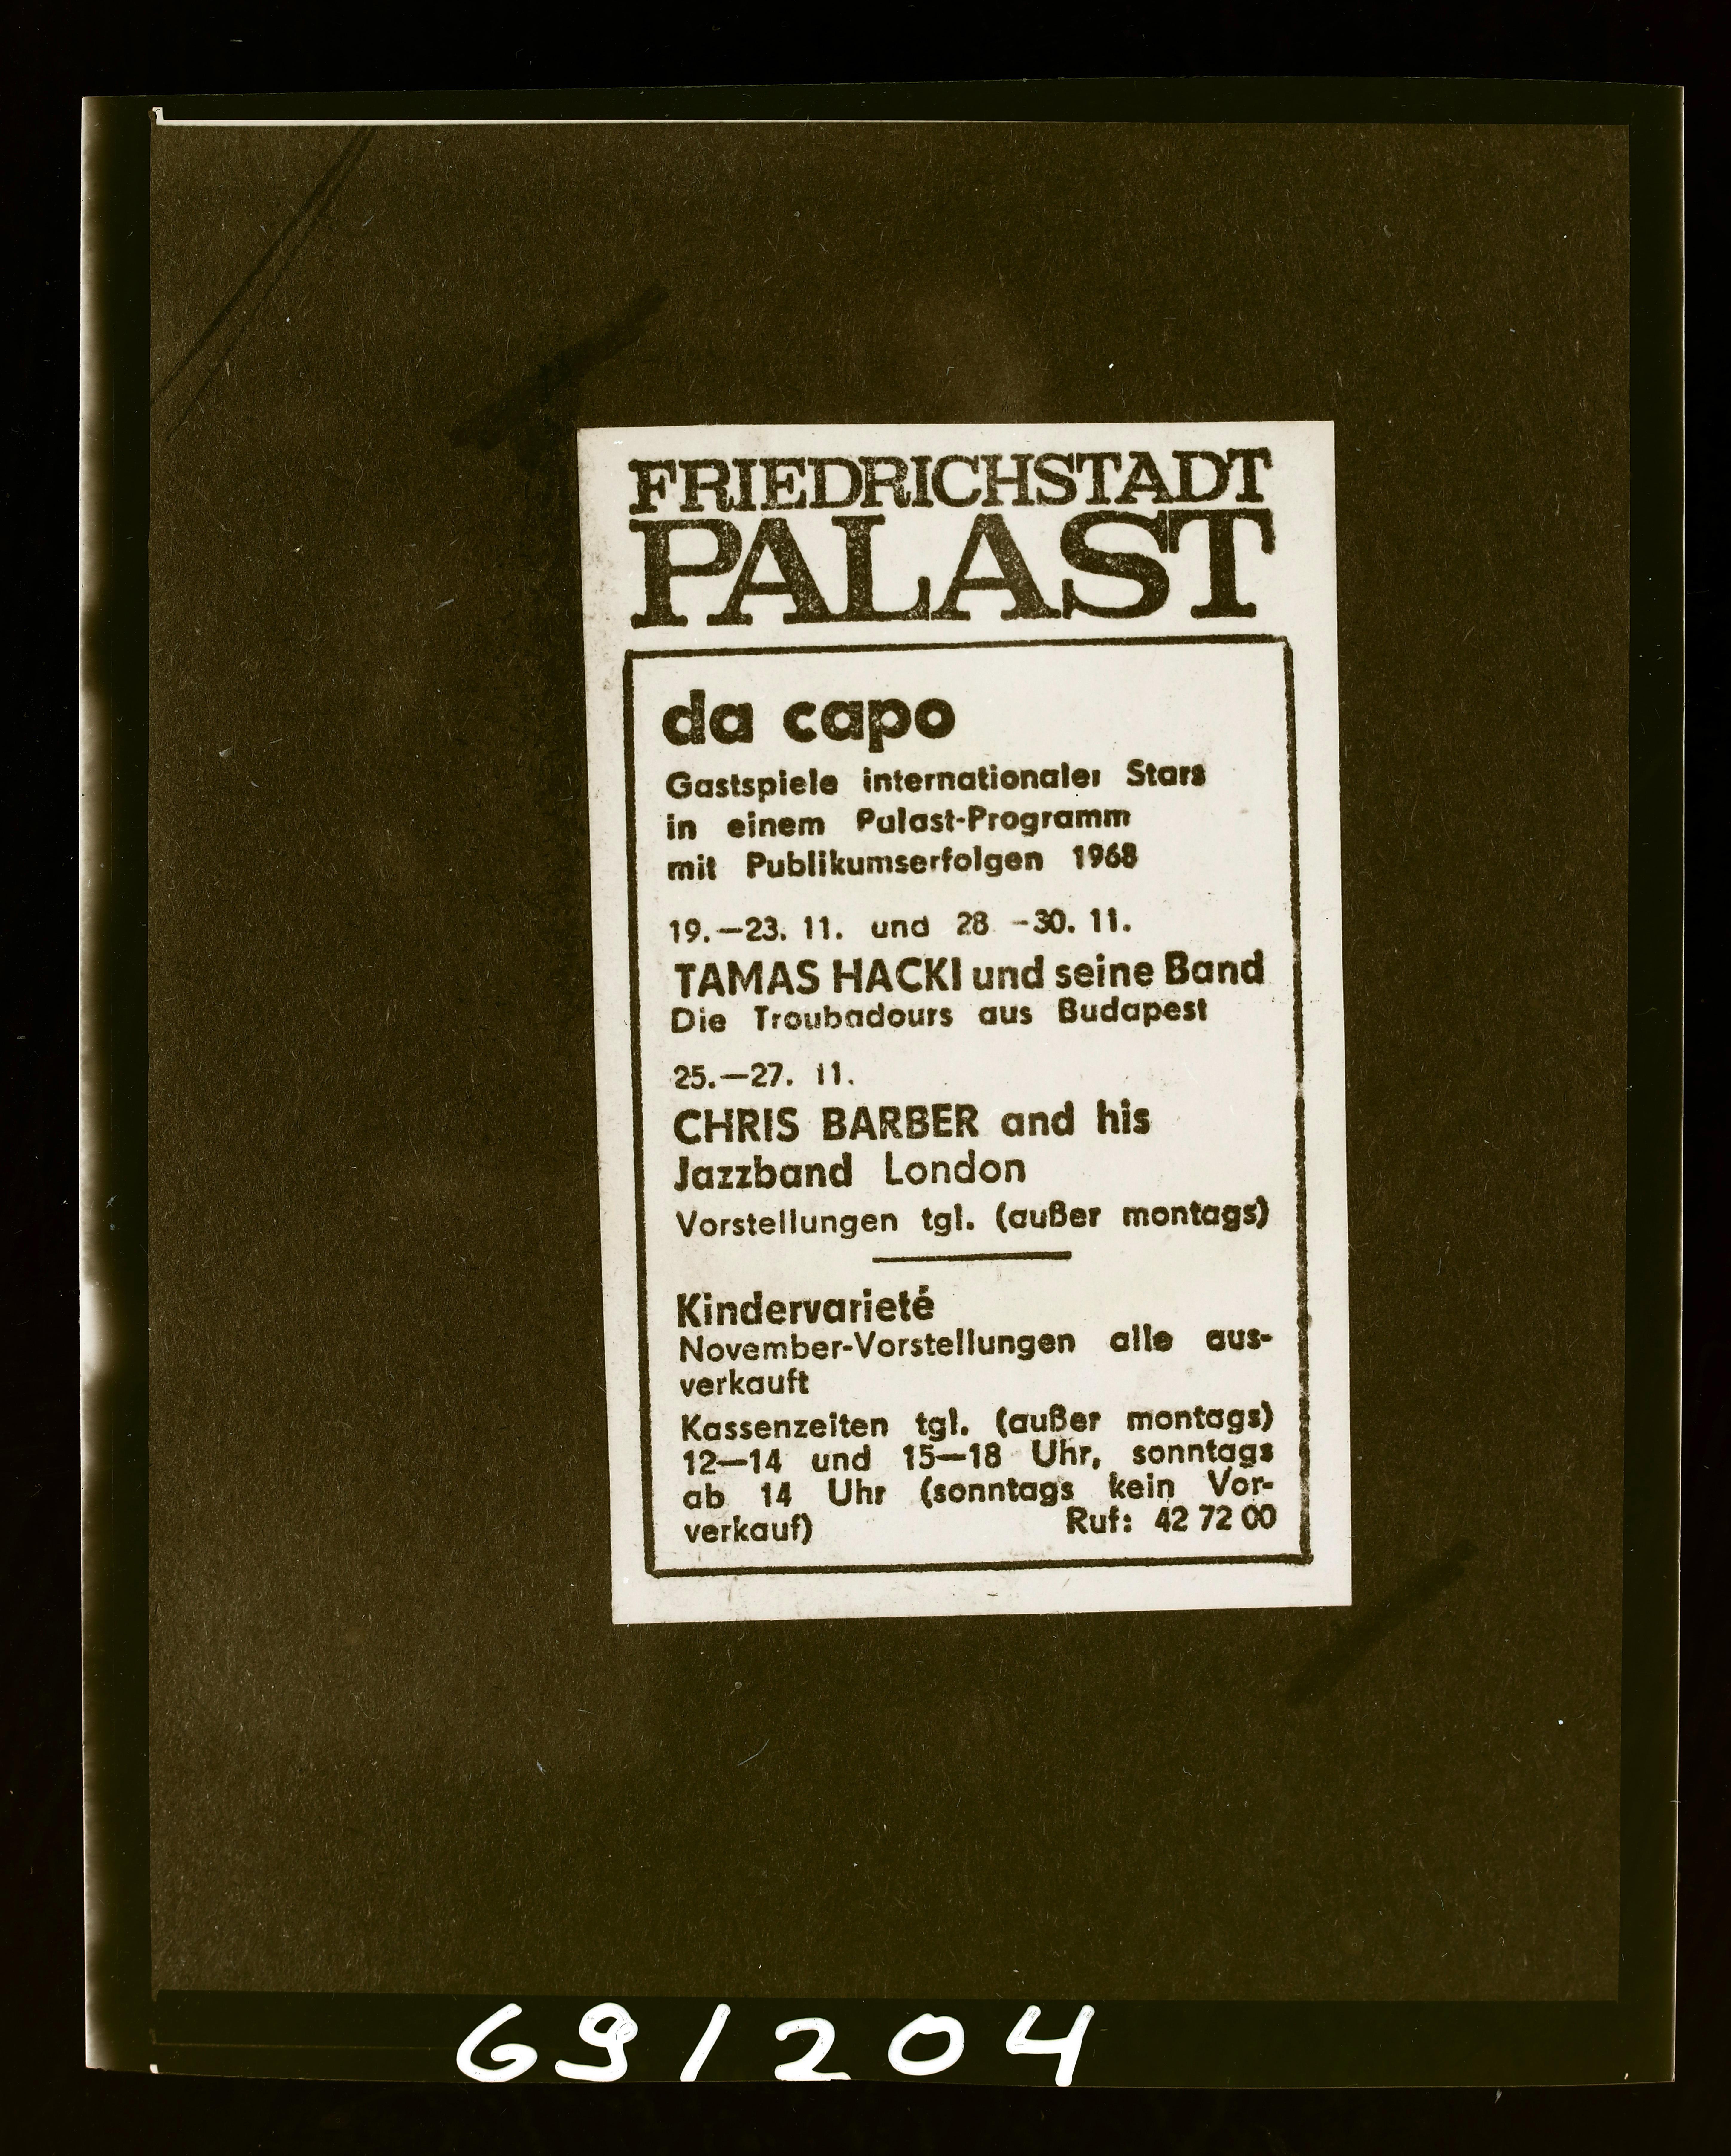 FRIEDRICHSTADT
PALAST
da capo
Gastspiele internationaler Stars
in einem Palast-Programm
mit Publikumserfolgen 1968
19.—23. 11. und 28 -30. 11.
TAMAS HACKI und seine Band
Die Troubadours aus Budapest
25.—27. 11.
CHRIS BARBER and his
Jazzband London
Vorstellungen tgl. (außer montags)
Kindervarieté
November-Vorstellungen alle aus-
verkauft
Kassenzeiten tgl. (außer montags)
12—14 und 15—18 Uhr, sonntags
ab 14 Uhr (sonntags kein Vor-
verkauf) Ruf: 42 72 00
69/204